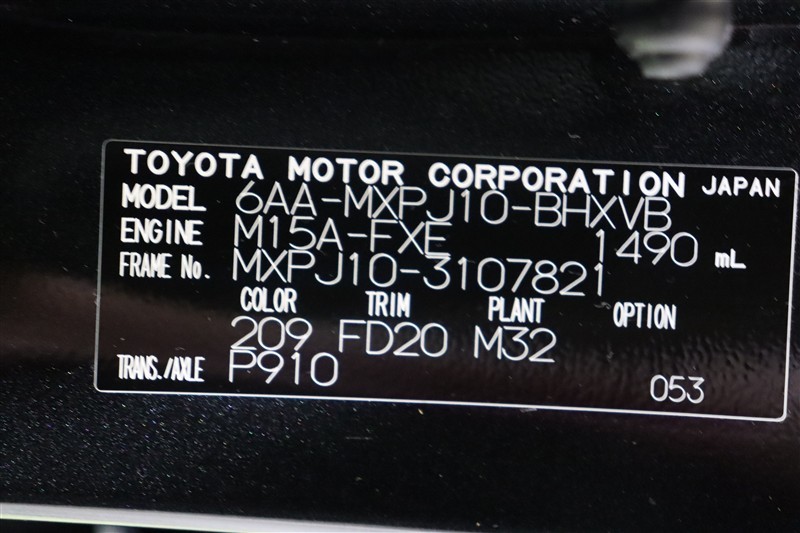 TOYOTA MOTOR CORPORATION JAPAN
MODEL 6AA-MXPJ10-BHXVB
ENGINE M15A-FXE 1490 mL
FRAME No. MXPJ10-3107821
COLOR TRIM PLANT OPTION
209 FD20 M32
TRANS./AXLE P910
053